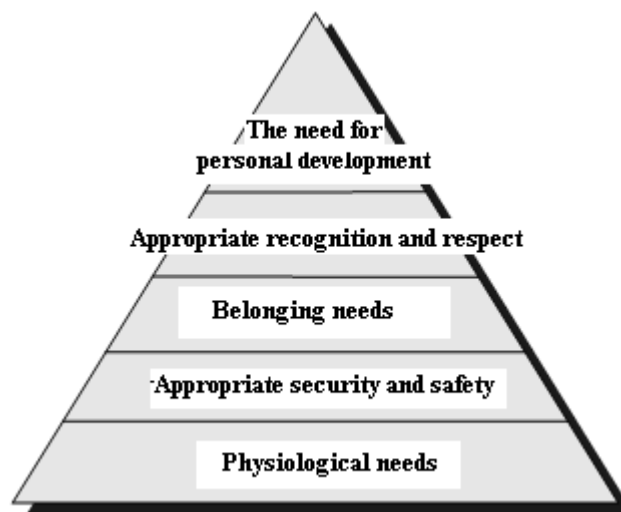 The need for
personal development
Appropriate recognition and respect
Belonging needs
Appropriate security and safety
Physiological needs